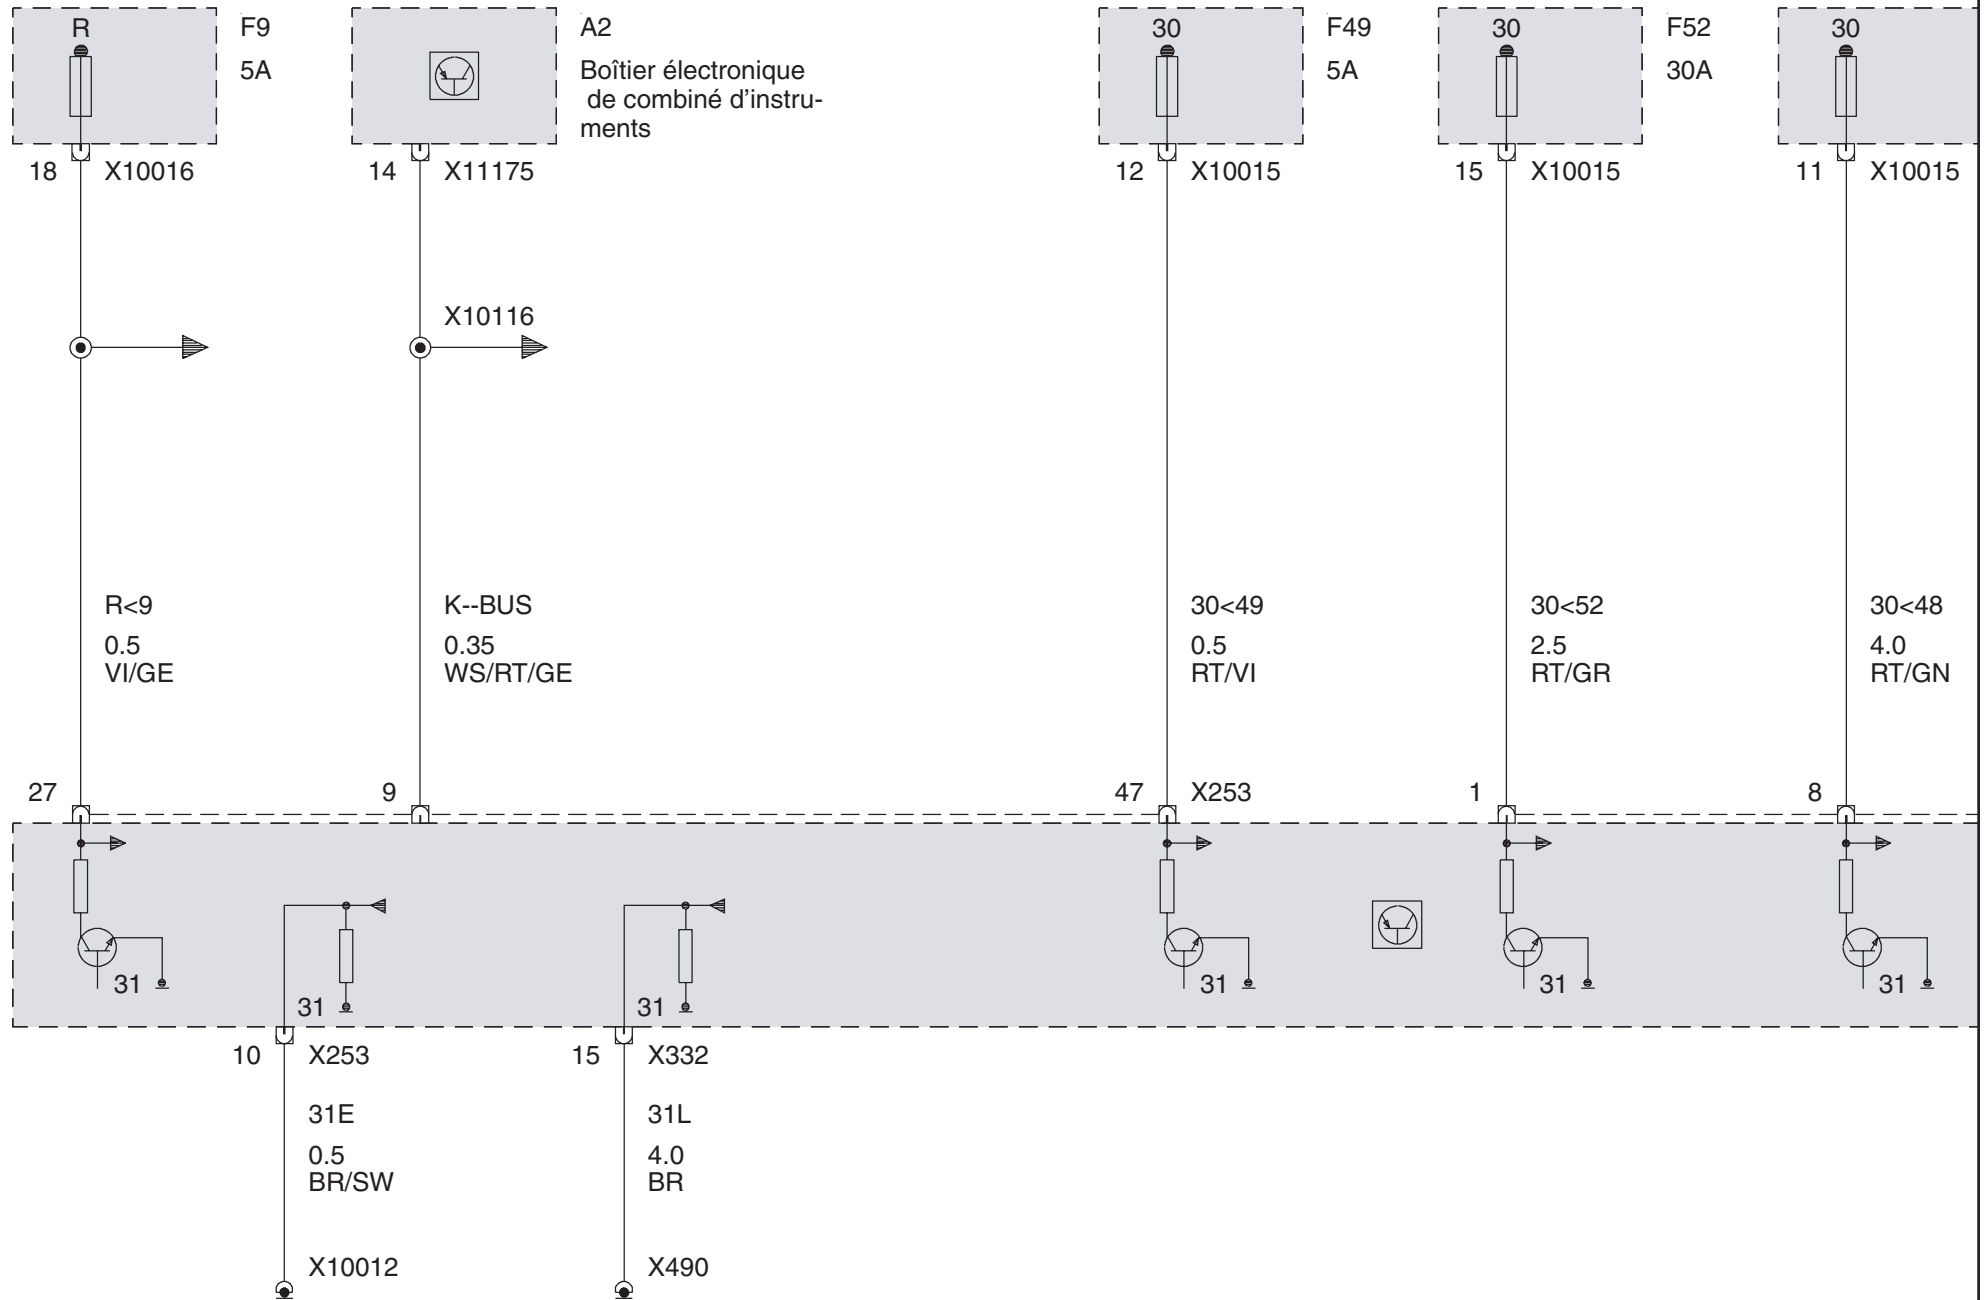 R
F9
5A
A2
Boîtier électronique
de combiné d'instru-
ments
30
F49
5A
30
F52
30A
30
18 X10016
14 X11175
12 X10015
15 X10015
11 X10015
X10116
R<9
0.5
VI/GE
K--BUS
0.35
WS/RT/GE
30<49
0.5
RT/VI
30<52
2.5
RT/GR
30<48
4.0
RT/GN
27
9
47 X253
1
8
31
31
31
31
31
31
10 X253
15 X332
31E
0.5
BR/SW
31L
4.0
BR
X10012
X490